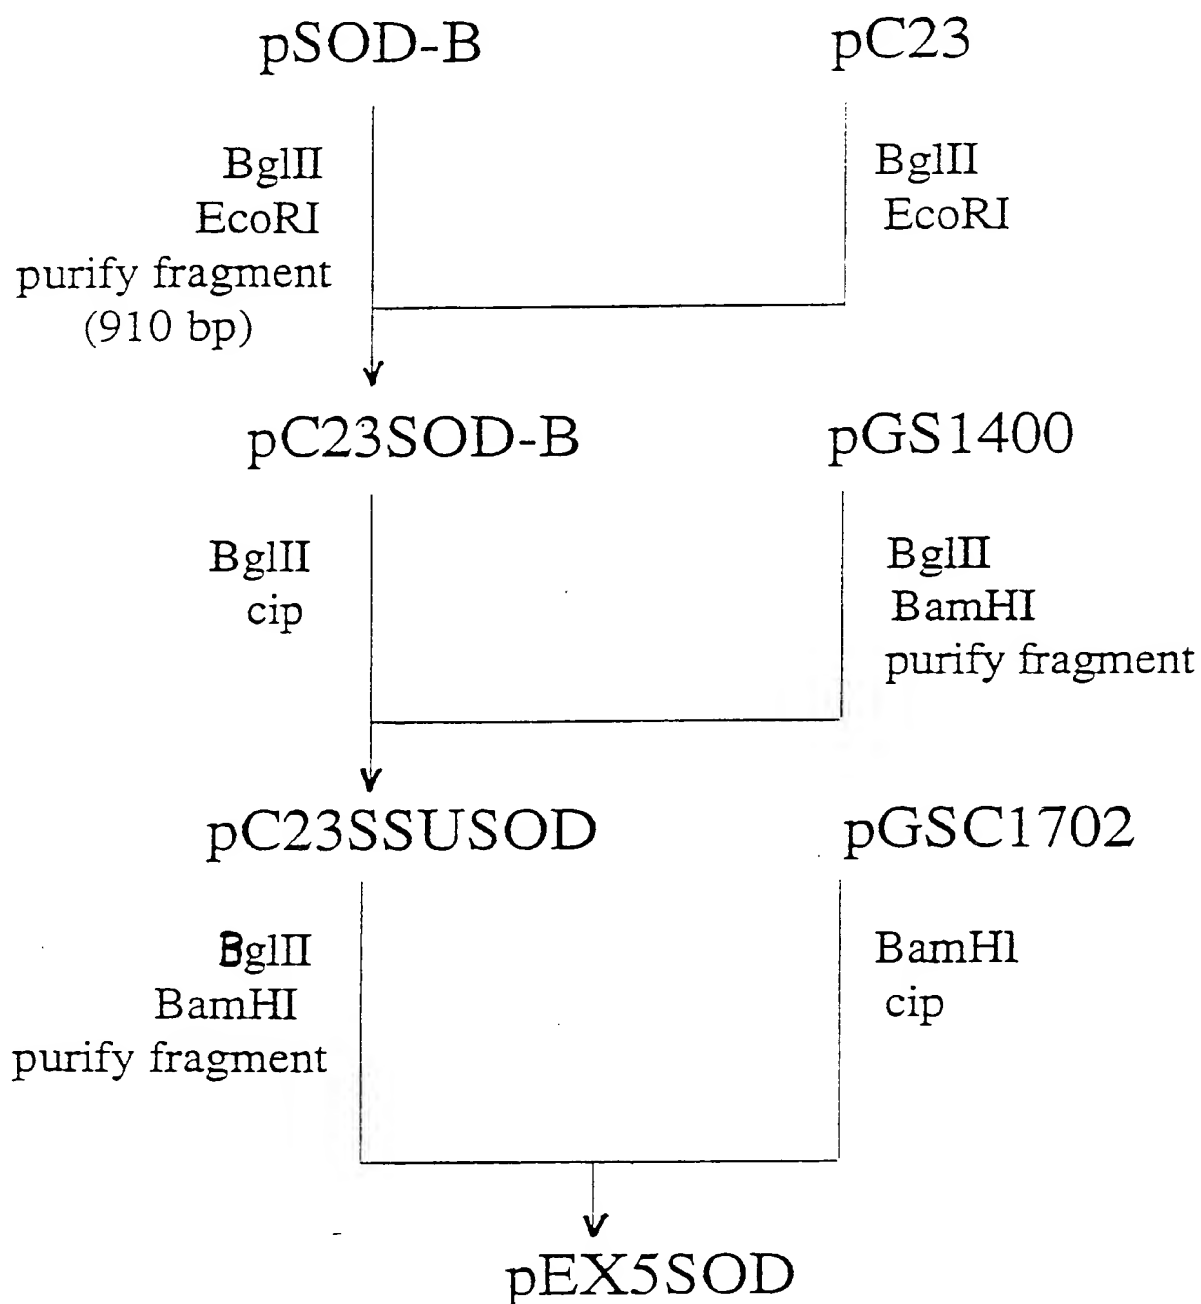 pSOD-B
pC23
BglII
EcoRI
purify fragment
(910 bp)
BglII
EcoRI
pC23SOD-B
pGS1400
BglII
cip
BglII
BamHI
purify fragment
pC23SSUSOD
pGSC1702
BglII
BamHI
purify fragment
BamHI
cip
pEX5SOD